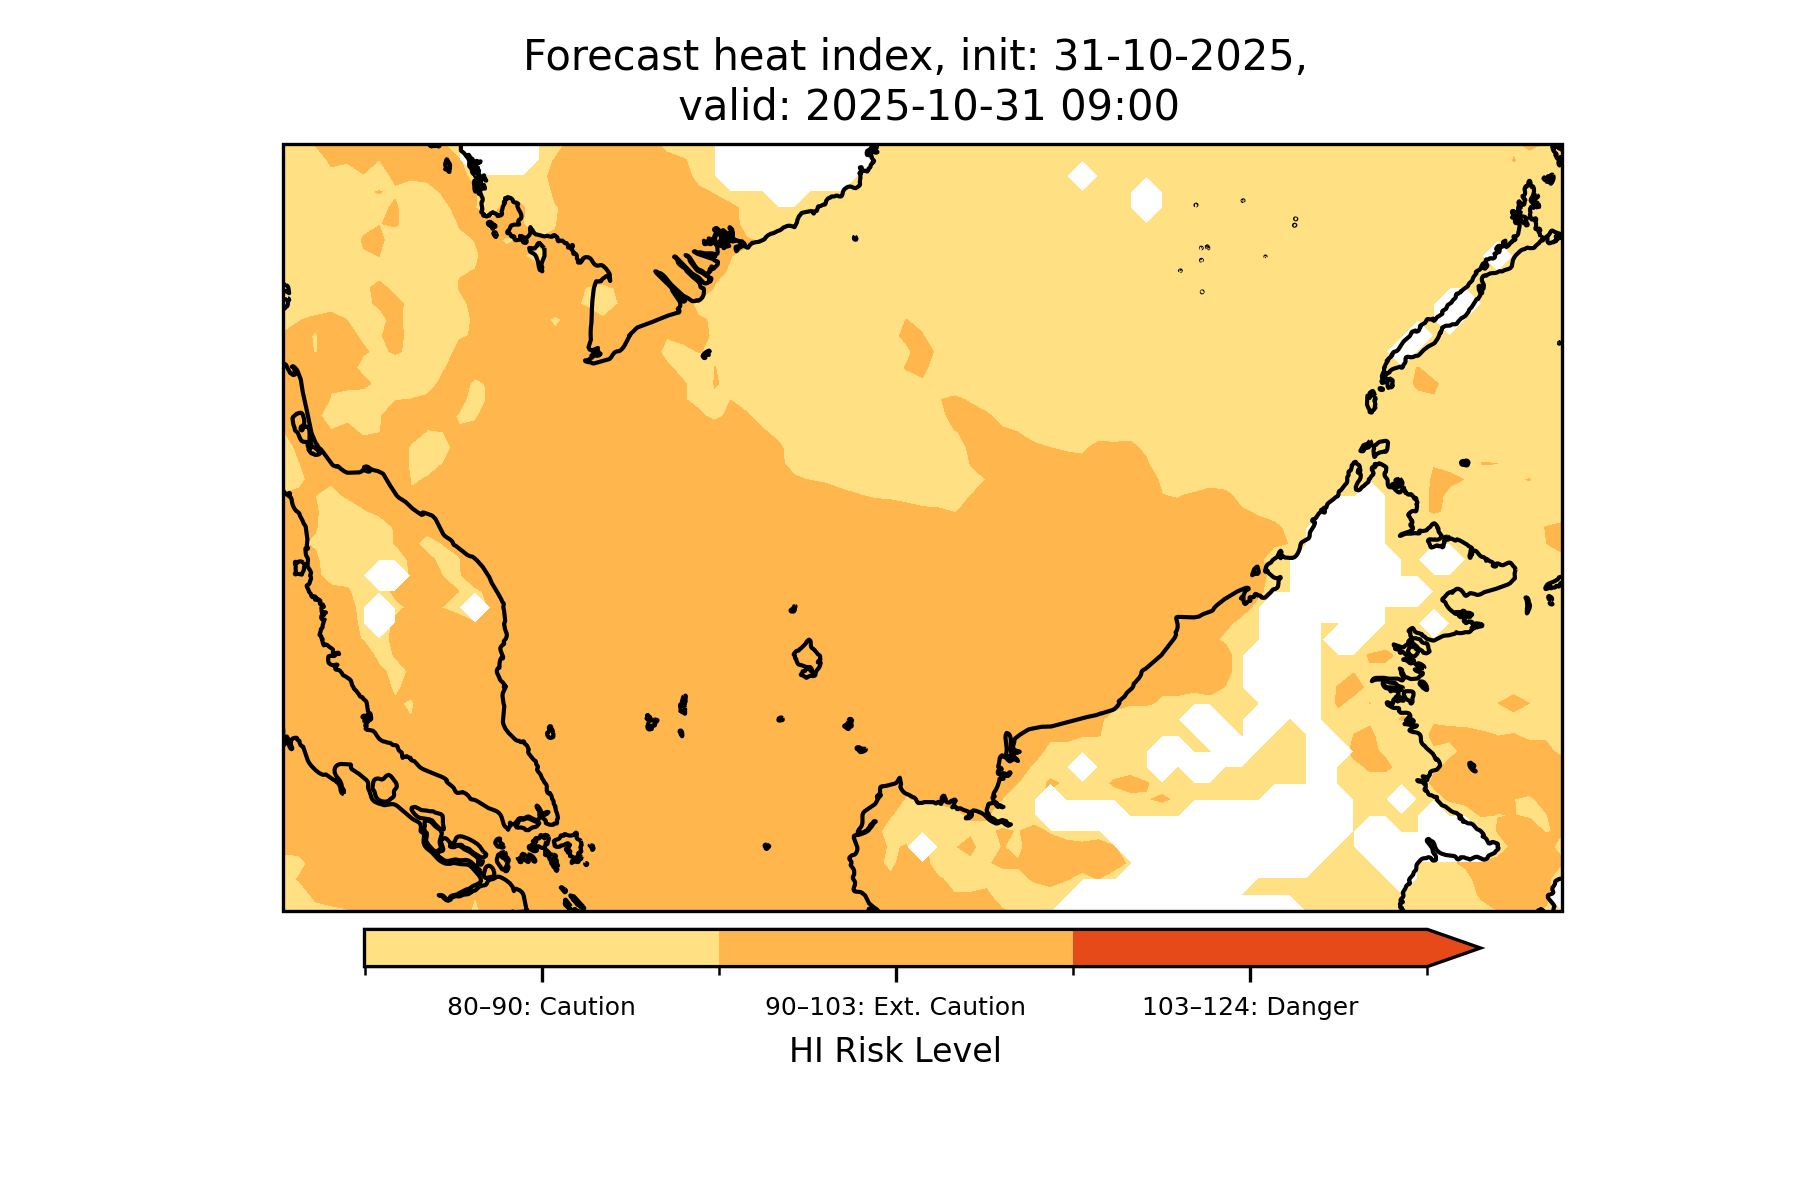 Forecast heat index, init: 31-10-2025,
valid: 2025-10-31 09:00
80–90: Caution
90–103: Ext. Caution
103–124: Danger
HI Risk Level